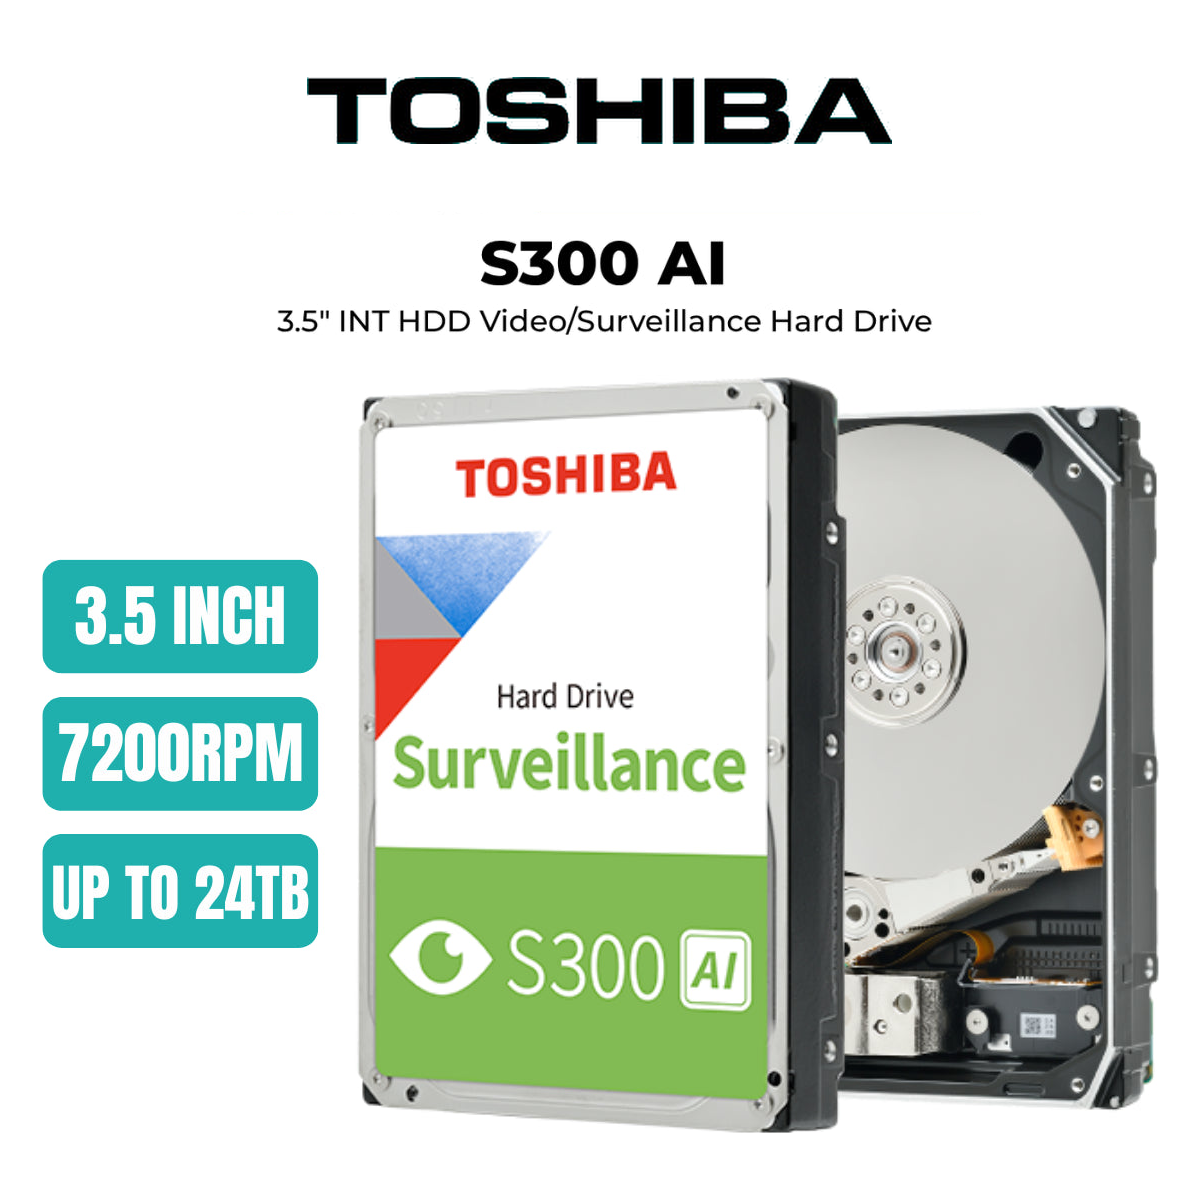 TOSHIBA
S300 AI
3.5" INT HDD Video/Surveillance Hard Drive
TOSHIBA
Hard Drive
Surveillance
S300 AI
3.5 INCH
7200RPM
UP TO 24TB